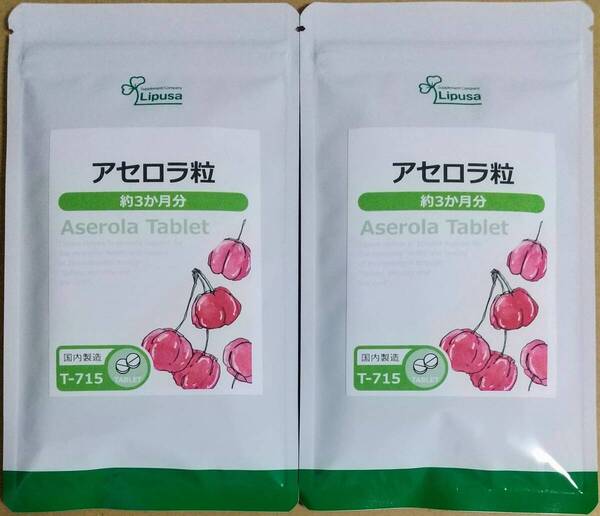 Supplement Company
Lipusa
アセロラ粒
約3か月分
Aserola Tablet
国内製造
T-715
TABLET
Supplement Company
Lipusa
アセロラ粒
約3か月分
Aserola Tablet
国内製造
T-715
TABLET